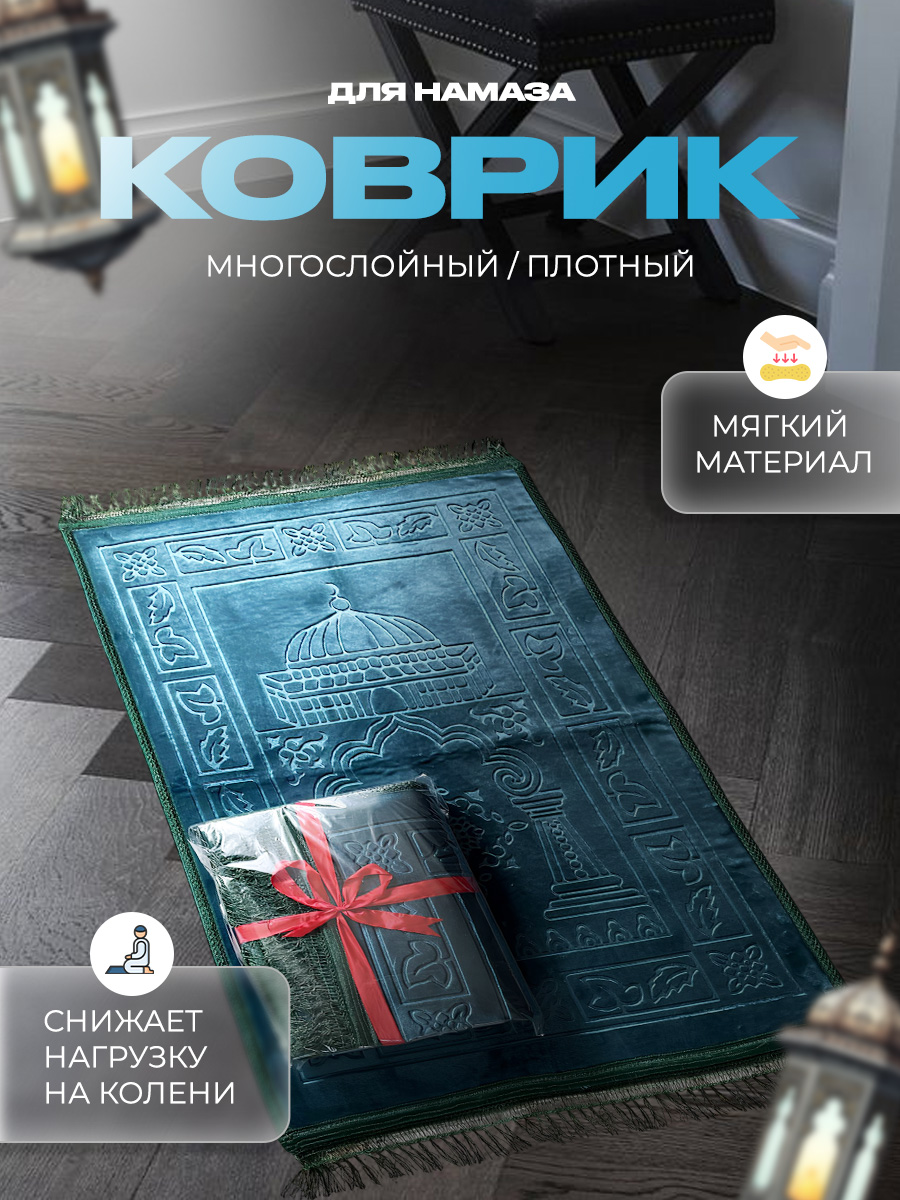 ДЛЯ НАМАЗА
КОВРИК
МНОГОСЛОЙНЫЙ / ПЛОТНЫЙ
МЯГКИЙ
МАТЕРИАЛ
СНИЖАЕТ
НАГРУЗКУ
НА КОЛЕНИ